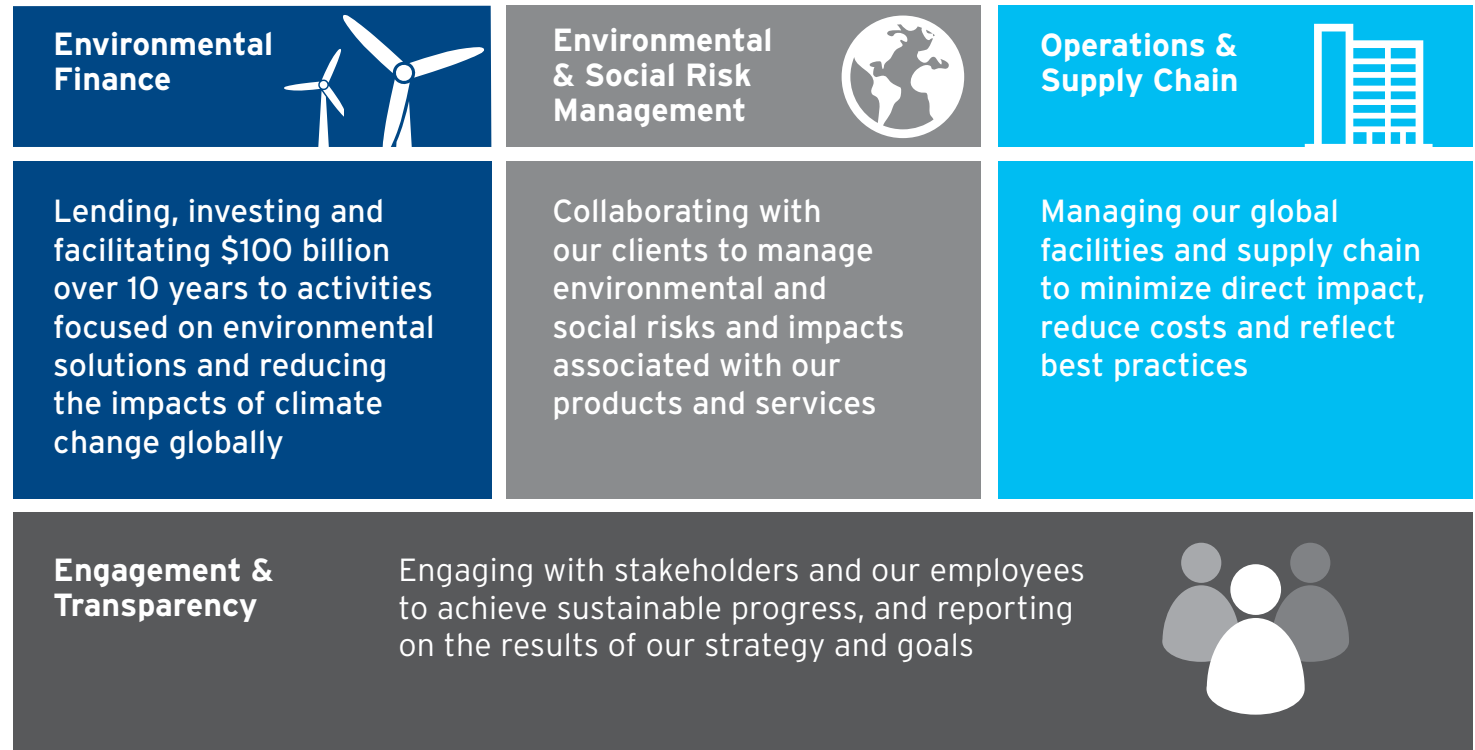 Environmental
Finance
Environmental
& Social Risk
Management
Operations &
Supply Chain
Lending, investing and
facilitating $100 billion
over 10 years to activities
focused on environmental
solutions and reducing
the impacts of climate
change globally
Collaborating with
our clients to manage
environmental and
social risks and impacts
associated with our
products and services
Managing our global
facilities and supply chain
to minimize direct impact,
reduce costs and reflect
best practices
Engagement &
Transparency
Engaging with stakeholders and our employees
to achieve sustainable progress, and reporting
on the results of our strategy and goals